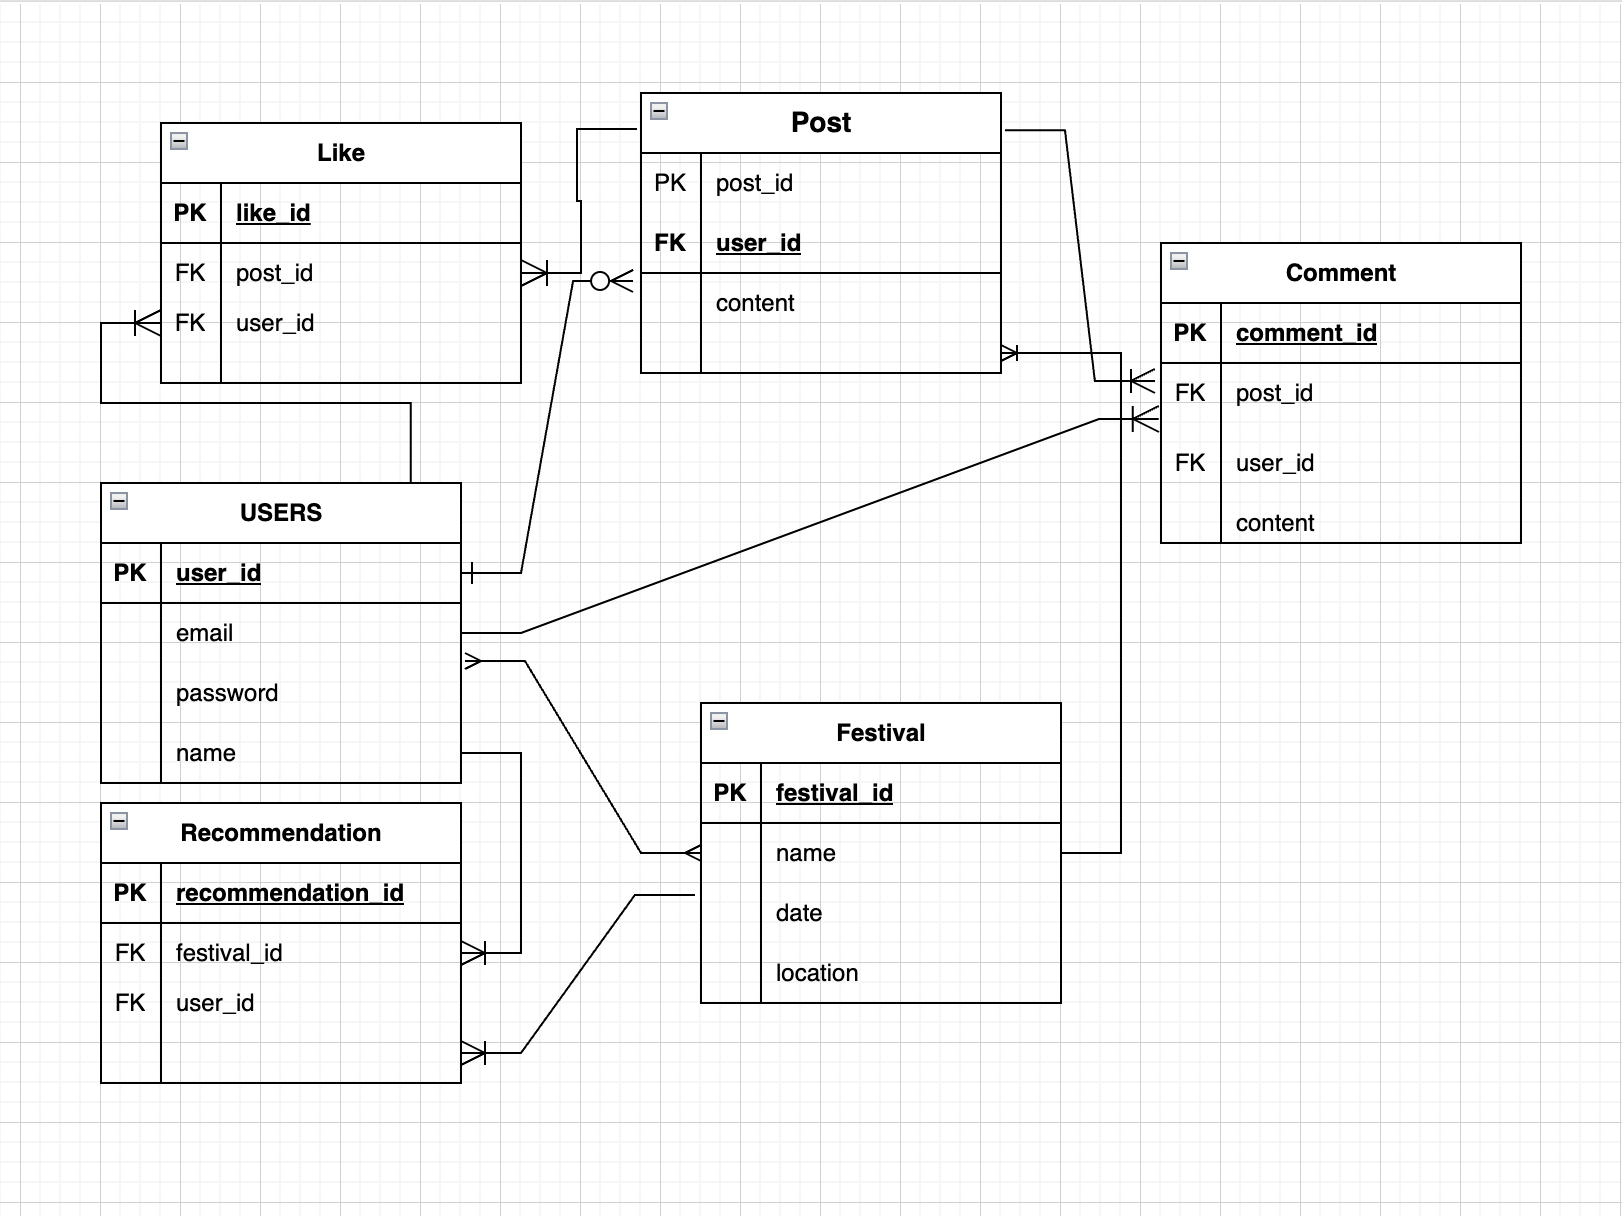 Like
PK like_id
FK post_id
FK user_id
Post
PK post_id
FK user_id
content
Comment
PK comment_id
FK post_id
FK user_id
content
USERS
PK user_id
email
password
name
Recommendation
PK recommendation_id
FK festival_id
FK user_id
Festival
PK festival_id
name
date
location